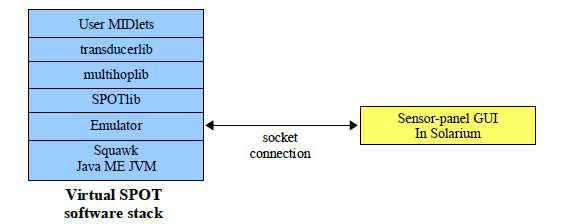 User MIDlets
transducerlib
multihoplib
SPOTlib
Emulator
Squawk
Java ME JVM
Virtual SPOT
software stack
socket
connection
Sensor-panel GUI
In Solarium